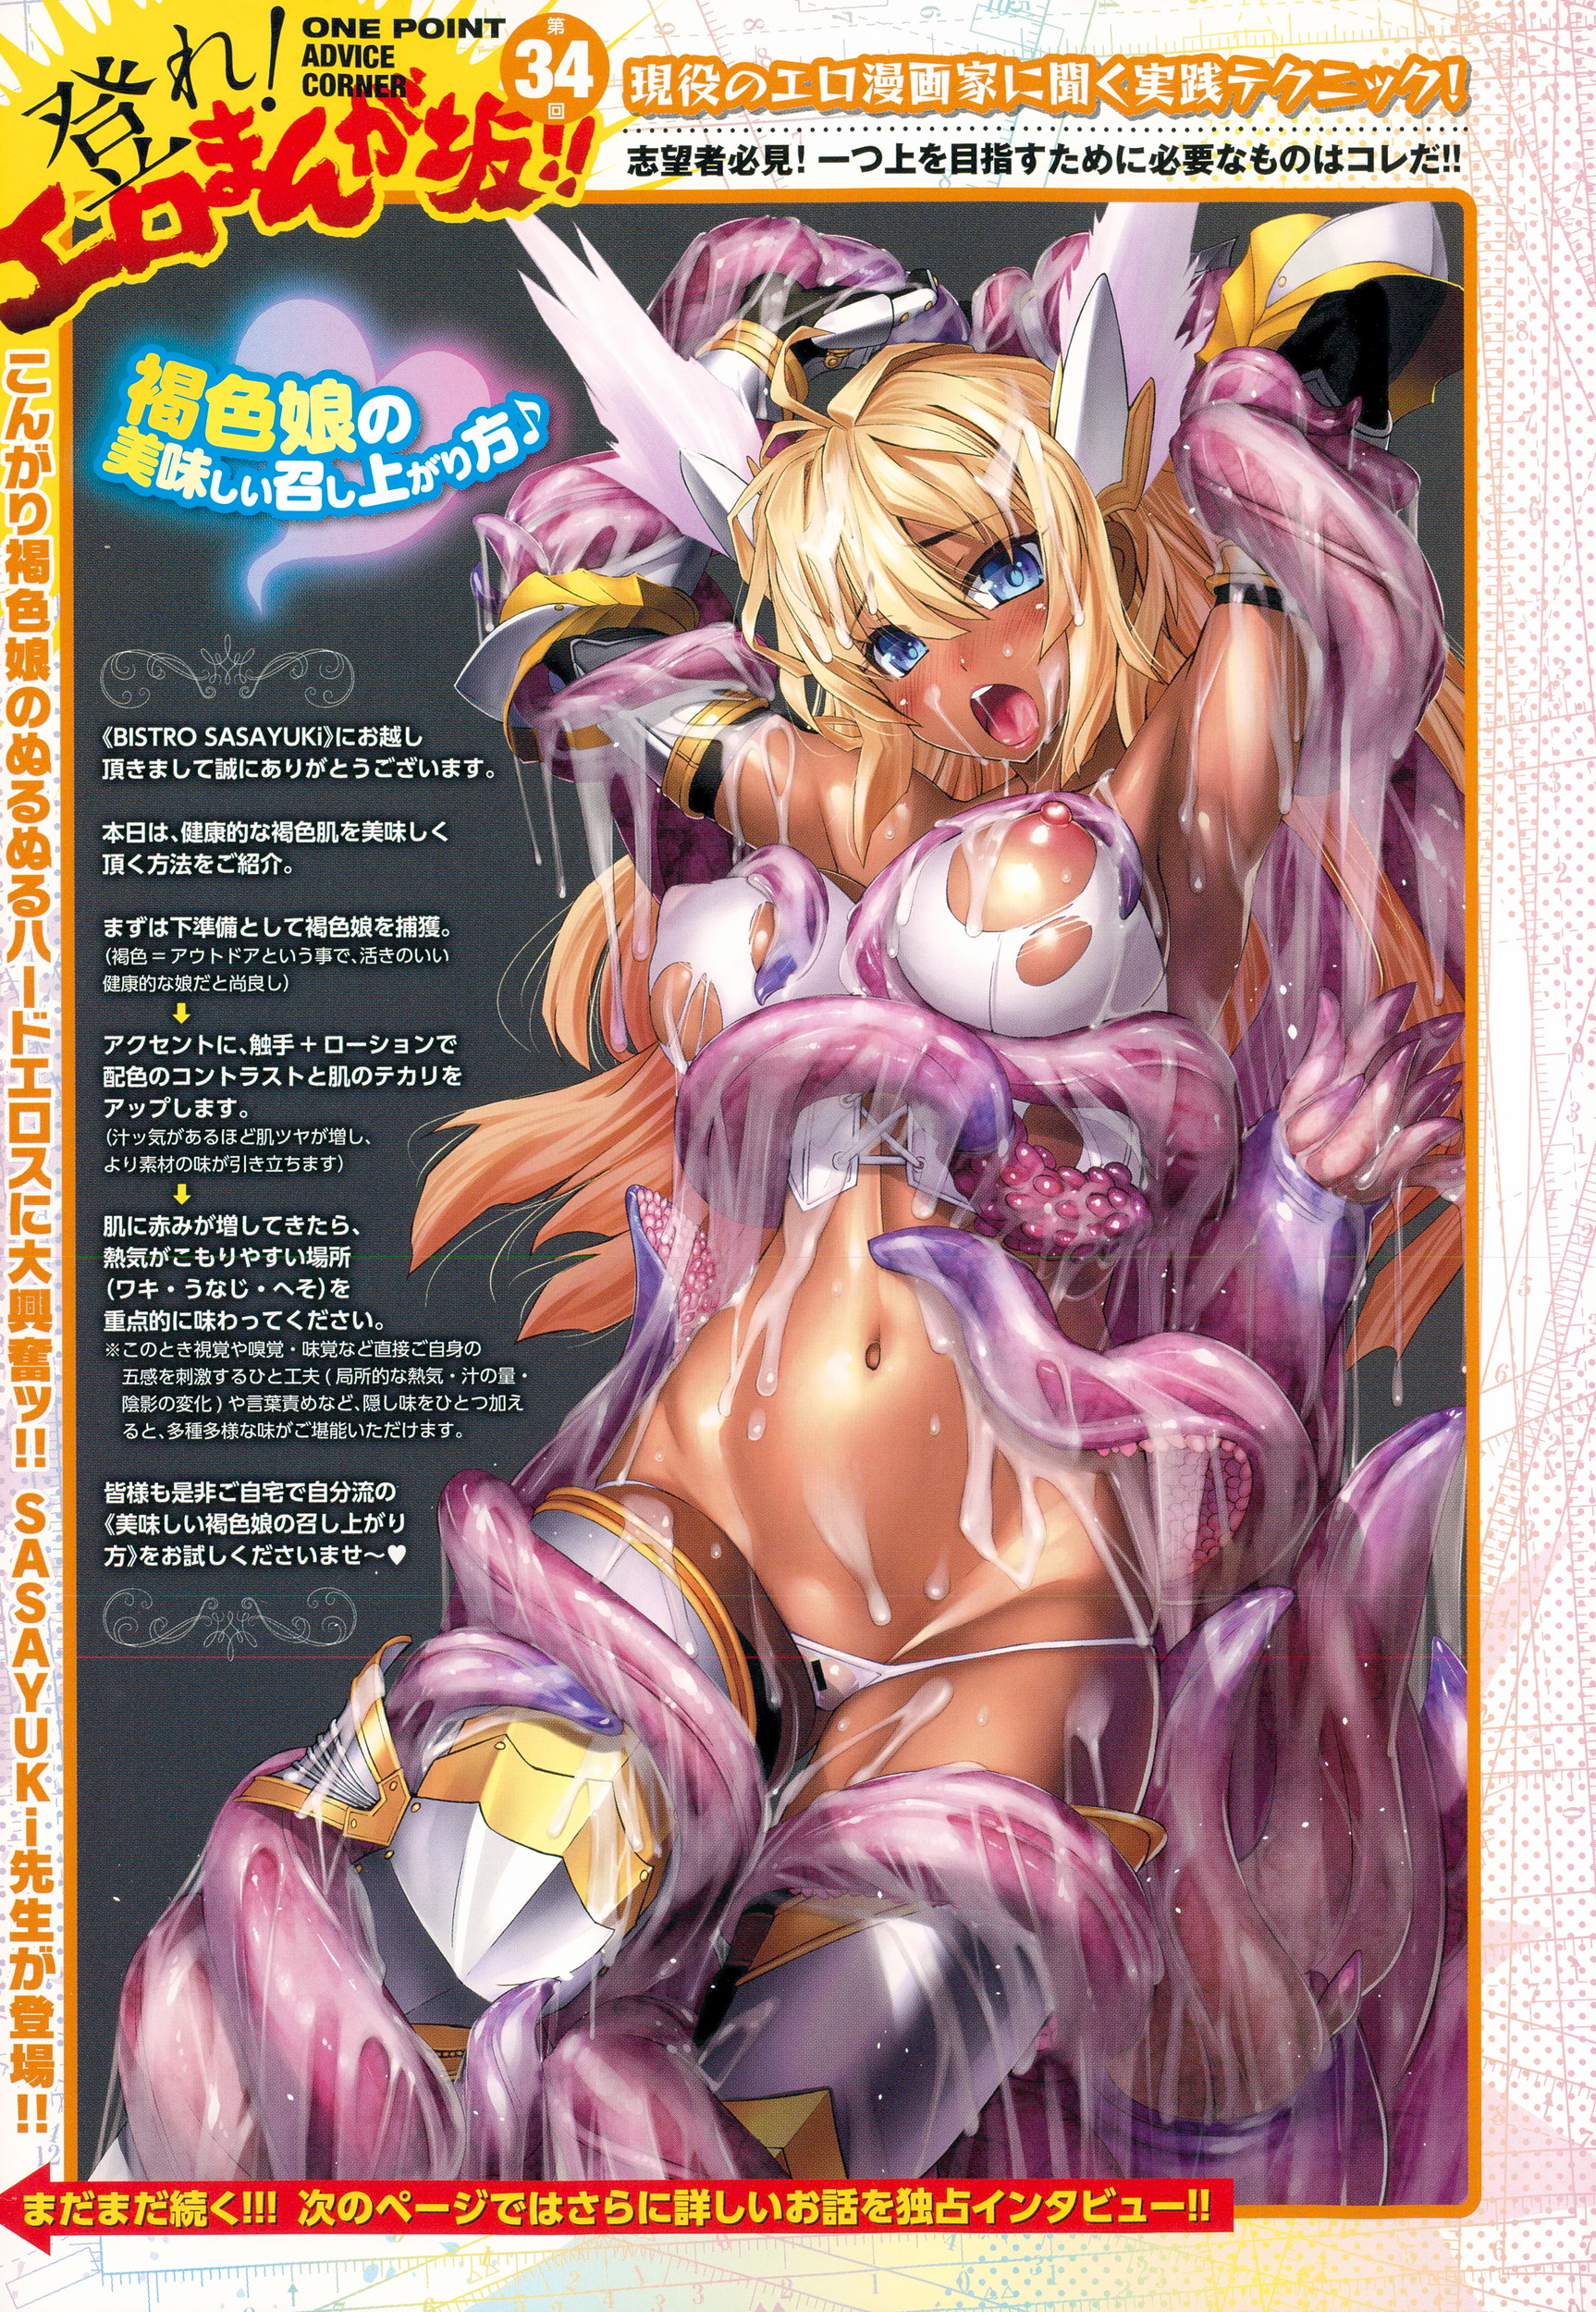 登れ!
エロまんが坂!!
ONE POINT
ADVICE
CORNER
第
34
回
現役のエロ漫画家に聞く実践テクニック!
志望者必見! 一つ上を目指すために必要なものはコレだ!!
こんがり褐色娘のぬるぬるハードエロスに大興奮ッ!! SASAYUKi先生が登場!!
褐色娘の
美味しい召し上がり方♪
《BISTRO SASAYUKi》にお越し
頂きまして誠にありがとうございます。
本日は、健康的な褐色肌を美味しく
頂く方法をご紹介。
まずは下準備として褐色娘を捕獲。
(褐色=アウトドアという事で、活きのいい
健康的な娘だと尚良し)
アクセントに、触手+ローションで
配色のコントラストと肌のテカリを
アップします。
(汁ッ気があるほど肌ツヤが増し、
より素材の味が引き立ちます)
肌に赤みが増してきたら、
熱気がこもりやすい場所
(ワキ・うなじ・へそ)を
重点的に味わってください。
※このとき視覚や嗅覚・味覚など直接ご自身の
五感を刺激するひと工夫(局所的な熱気・汁の量・
陰影の変化)や言葉責めなど、隠し味をひとつ加え
ると、多種多様な味がご堪能いただけます。
皆様も是非ご自宅で自分流の
《美味しい褐色娘の召し上がり
方》をお試しくださいませ〜♥
まだまだ続く!!! 次のページではさらに詳しいお話を独占インタビュー!!